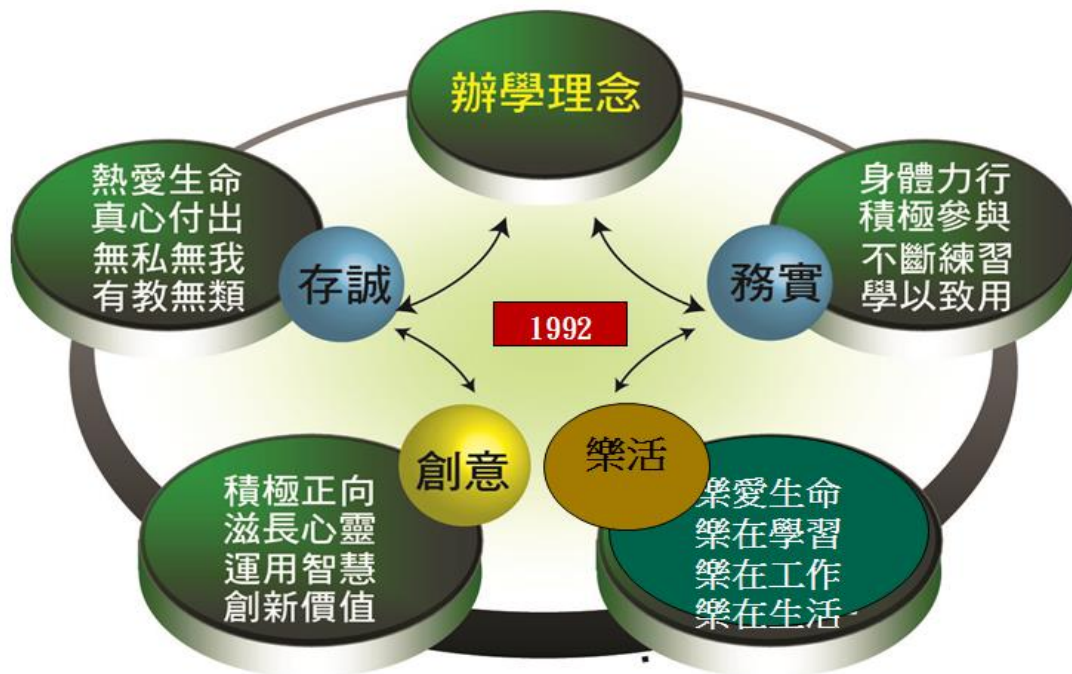 辦學理念
熱愛生命
真心付出
無私無我
有教無類
存誠
身體力行
積極參與
不斷練習
學以致用
務實
1992
積極正向
滋長心靈
運用智慧
創新價值
創意
樂活
樂愛生命
樂在學習
樂在工作
樂在生活